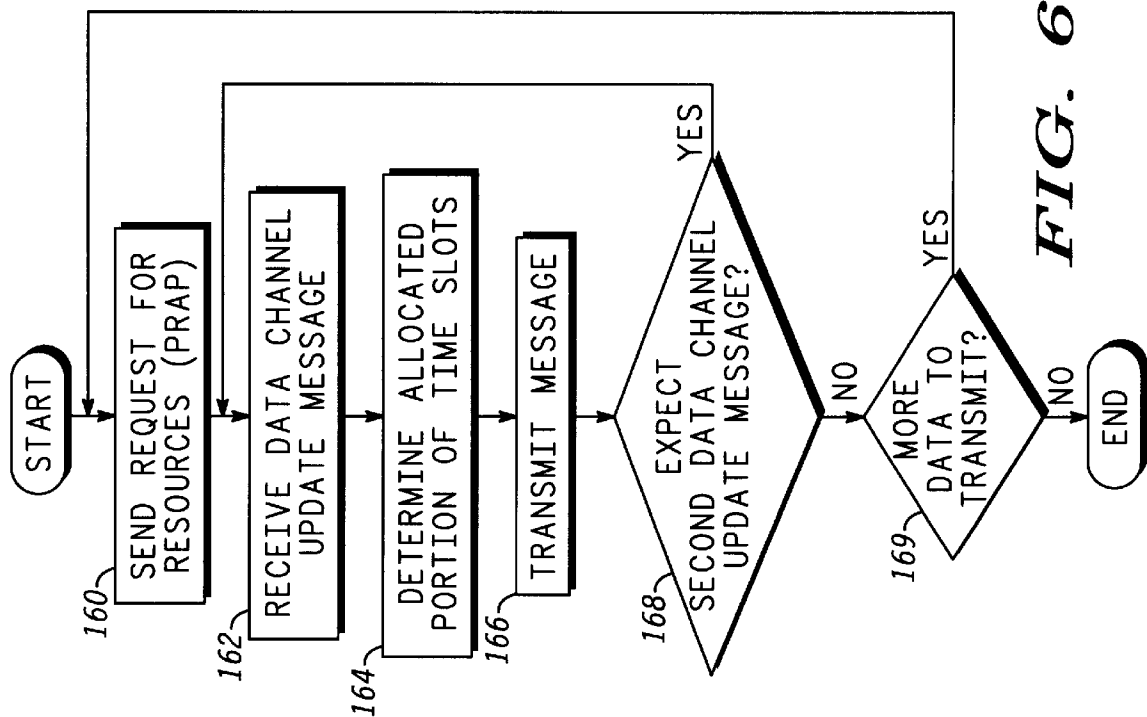 START
160
SEND REQUEST FOR
RESOURCES (PRAP)
162
RECEIVE DATA CHANNEL
UPDATE MESSAGE
164
DETERMINE ALLOCATED
PORTION OF TIME SLOTS
166
TRANSMIT MESSAGE
168
EXPECT
SECOND DATA CHANNEL
UPDATE MESSAGE?
YES
NO
169
MORE
DATA TO
TRANSMIT?
YES
NO
END
FIG. 6